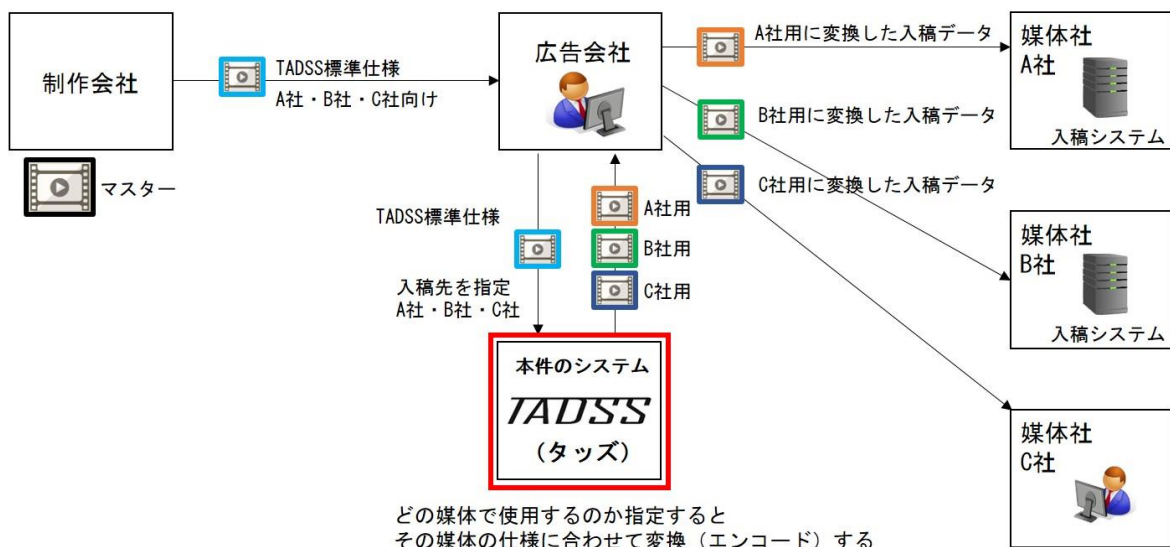 制作会社
マスター
TADSS標準仕様
A社・B社・C社向け
広告会社
A社用に変換した入稿データ
B社用に変換した入稿データ
C社用に変換した入稿データ
媒体社
A社
入稿システム
媒体社
B社
入稿システム
媒体社
C社
TADSS標準仕様
入稿先を指定
A社・B社・C社
A社用
B社用
C社用
本件のシステム
TADSS
(タッズ)
どの媒体で使用するのか指定すると
その媒体の仕様に合わせて変換（エンコード）する